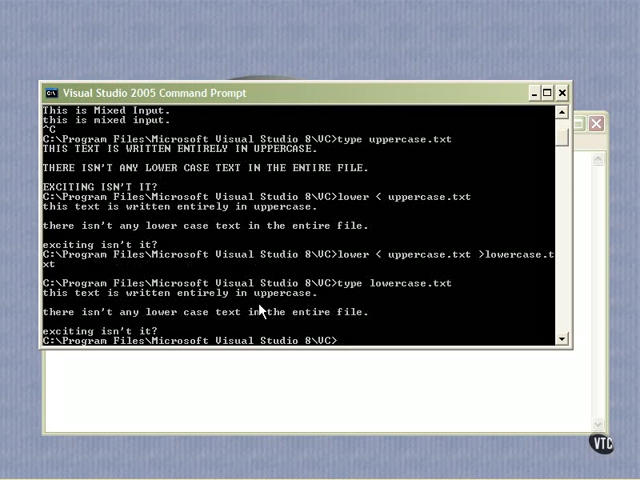 Visual Studio 2005 Command Prompt
This is Mixed Input.
this is mixed input.
^C
C:\Program Files\Microsoft Visual Studio 8\VC>type uppercase.txt
THIS TEXT IS WRITTEN ENTIRELY IN UPPERCASE.
THERE ISN'T ANY LOWER CASE TEXT IN THE ENTIRE FILE.
EXCITING ISN'T IT?
C:\Program Files\Microsoft Visual Studio 8\VC>lower < uppercase.txt
this text is written entirely in uppercase.
there isn't any lower case text in the entire file.
exciting isn't it?
C:\Program Files\Microsoft Visual Studio 8\VC>lower < uppercase.txt >lowercase.t
xt
C:\Program Files\Microsoft Visual Studio 8\VC>type lowercase.txt
this text is written entirely in uppercase.
there isn't any lower case text in the entire file.
exciting isn't it?
C:\Program Files\Microsoft Visual Studio 8\VC>
VTC